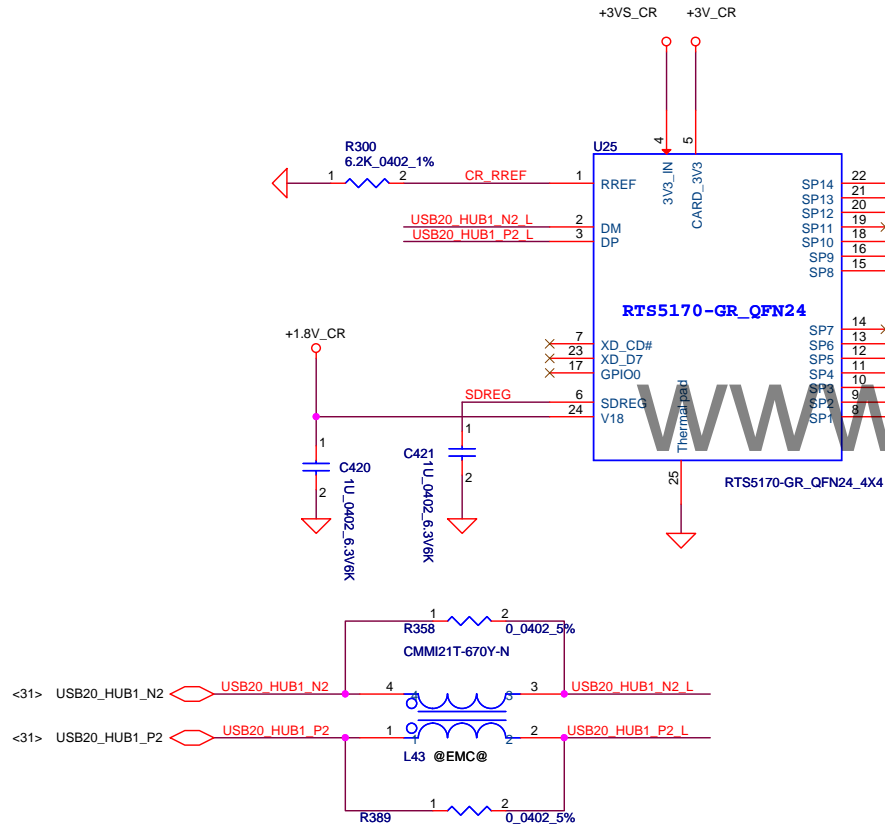 +3VS_CR +3V_CR
R300
6.2K_0402_1%
U25
4 5
1 2 CR_RREF 1 RREF
3V3_IN CARD_3V3
SP14 22
SP13 21
SP12 20
SP11 19
SP10 18
SP9 16
SP8 15
USB20_HUB1_N2_L 2 DM
USB20_HUB1_P2_L 3 DP
RTS5170-GR_QFN24
+1.8V_CR
7 XD_CD#
23 XD_D7
17 GPIO0
SP7 14
SP6 13
SP5 12
SP4 11
SP3 10
SP2 9
SP1 8
SDREG 6 SDREG
24 V18
Thermal pad
www
25
RTS5170-GR_QFN24_4X4
1
C420
2
1U_0402_6.3V6K
1
C421
2
1U_0402_6.3V6K
1 2
R358 0_0402_5%
CMMI21T-670Y-N
<31> USB20_HUB1_N2 USB20_HUB1_N2 4 4 3 3 USB20_HUB1_N2_L
<31> USB20_HUB1_P2 USB20_HUB1_P2 1 1 2 2 USB20_HUB1_P2_L
L43 @EMC@
1 2
R389 0_0402_5%